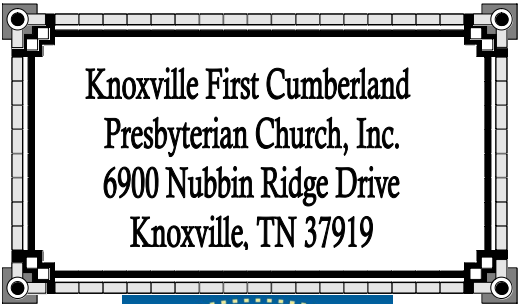 Knoxville First Cumberland
Presbyterian Church, Inc.
6900 Nubbin Ridge Drive
Knoxville, TN 37919